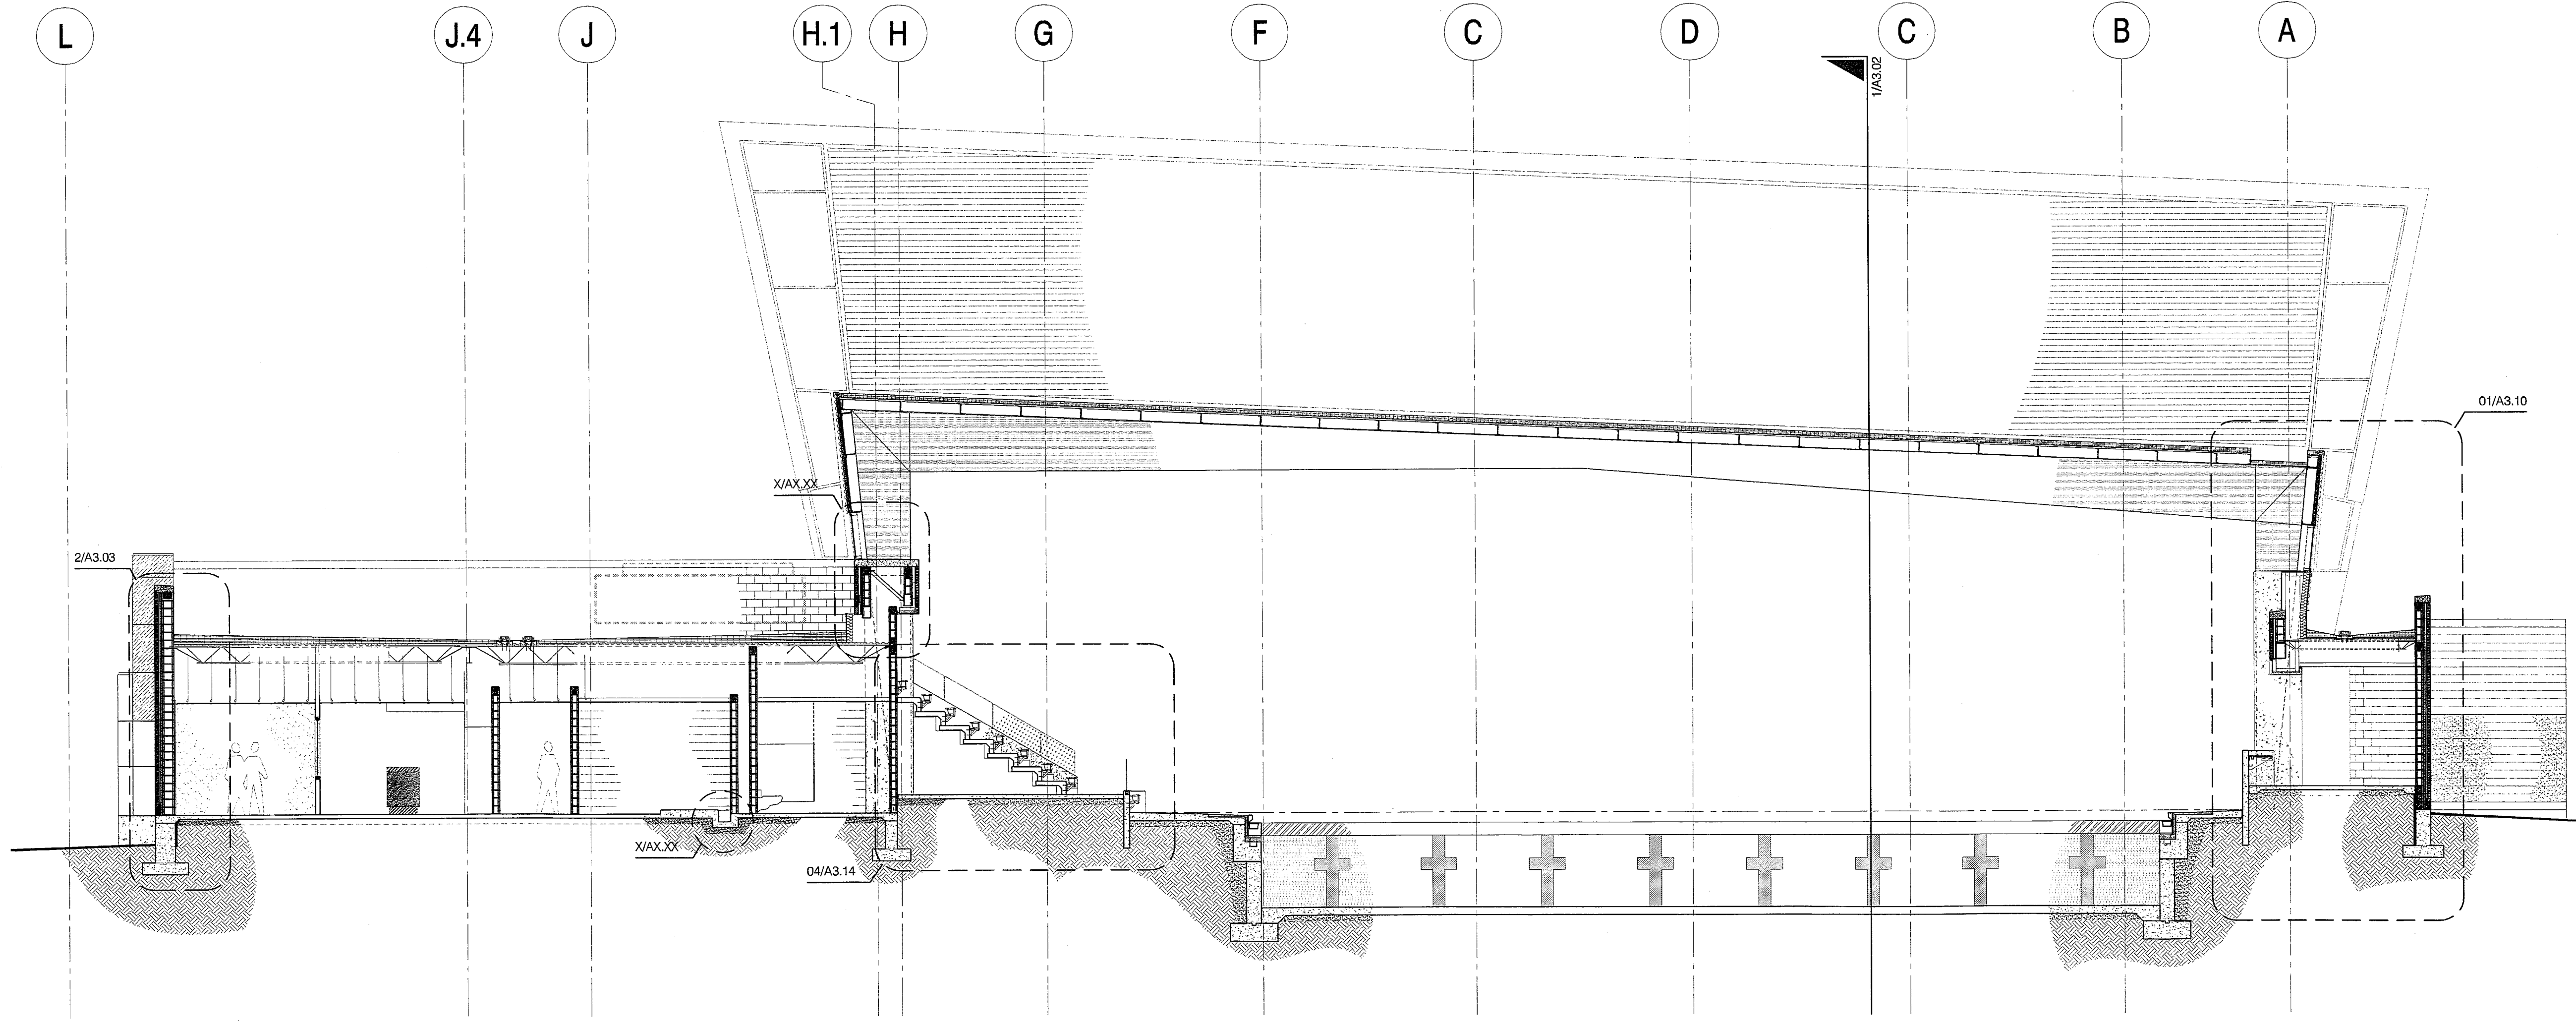 L
J.4
J
H.1
H
G
F
C
D
C
B
A
1/A3.02
01/A3.10
X/AX.XX
2/A3.03
X/AX.XX
04/A3.14